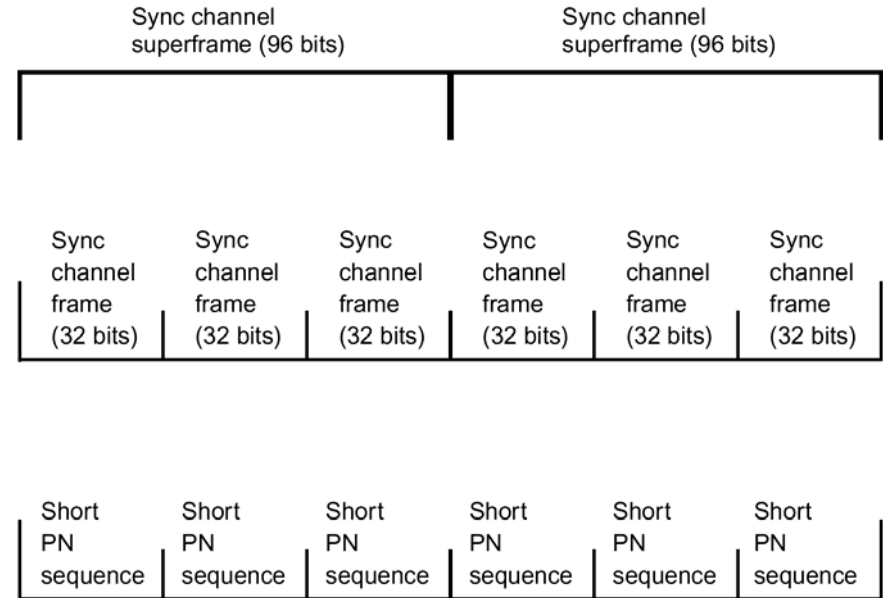 Sync channel
superframe (96 bits)
Sync channel
superframe (96 bits)
Sync
channel
frame
(32 bits)
Sync
channel
frame
(32 bits)
Sync
channel
frame
(32 bits)
Sync
channel
frame
(32 bits)
Sync
channel
frame
(32 bits)
Sync
channel
frame
(32 bits)
Short
PN
sequence
Short
PN
sequence
Short
PN
sequence
Short
PN
sequence
Short
PN
sequence
Short
PN
sequence